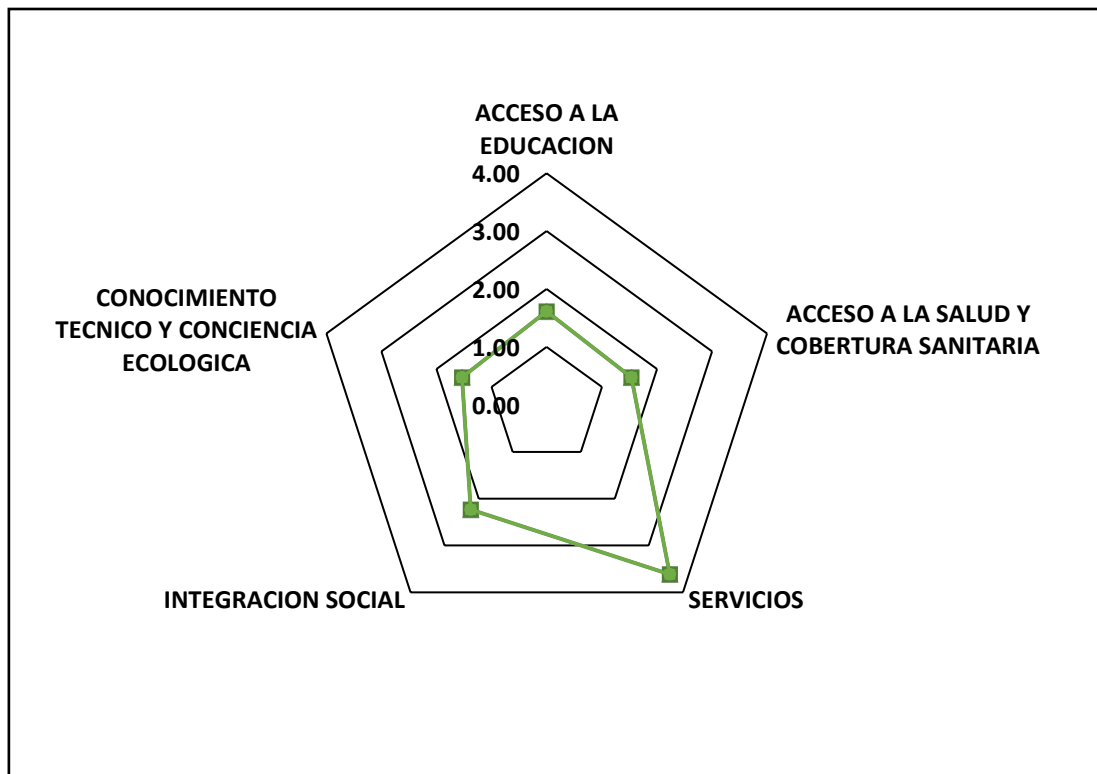 ACCESO A LA
EDUCACION
4.00
3.00
2.00
1.00
0.00
ACCESO A LA SALUD Y
COBERTURA SANITARIA
SERVICIOS
INTEGRACION SOCIAL
CONOCIMIENTO
TECNICO Y CONCIENCIA
ECOLOGICA